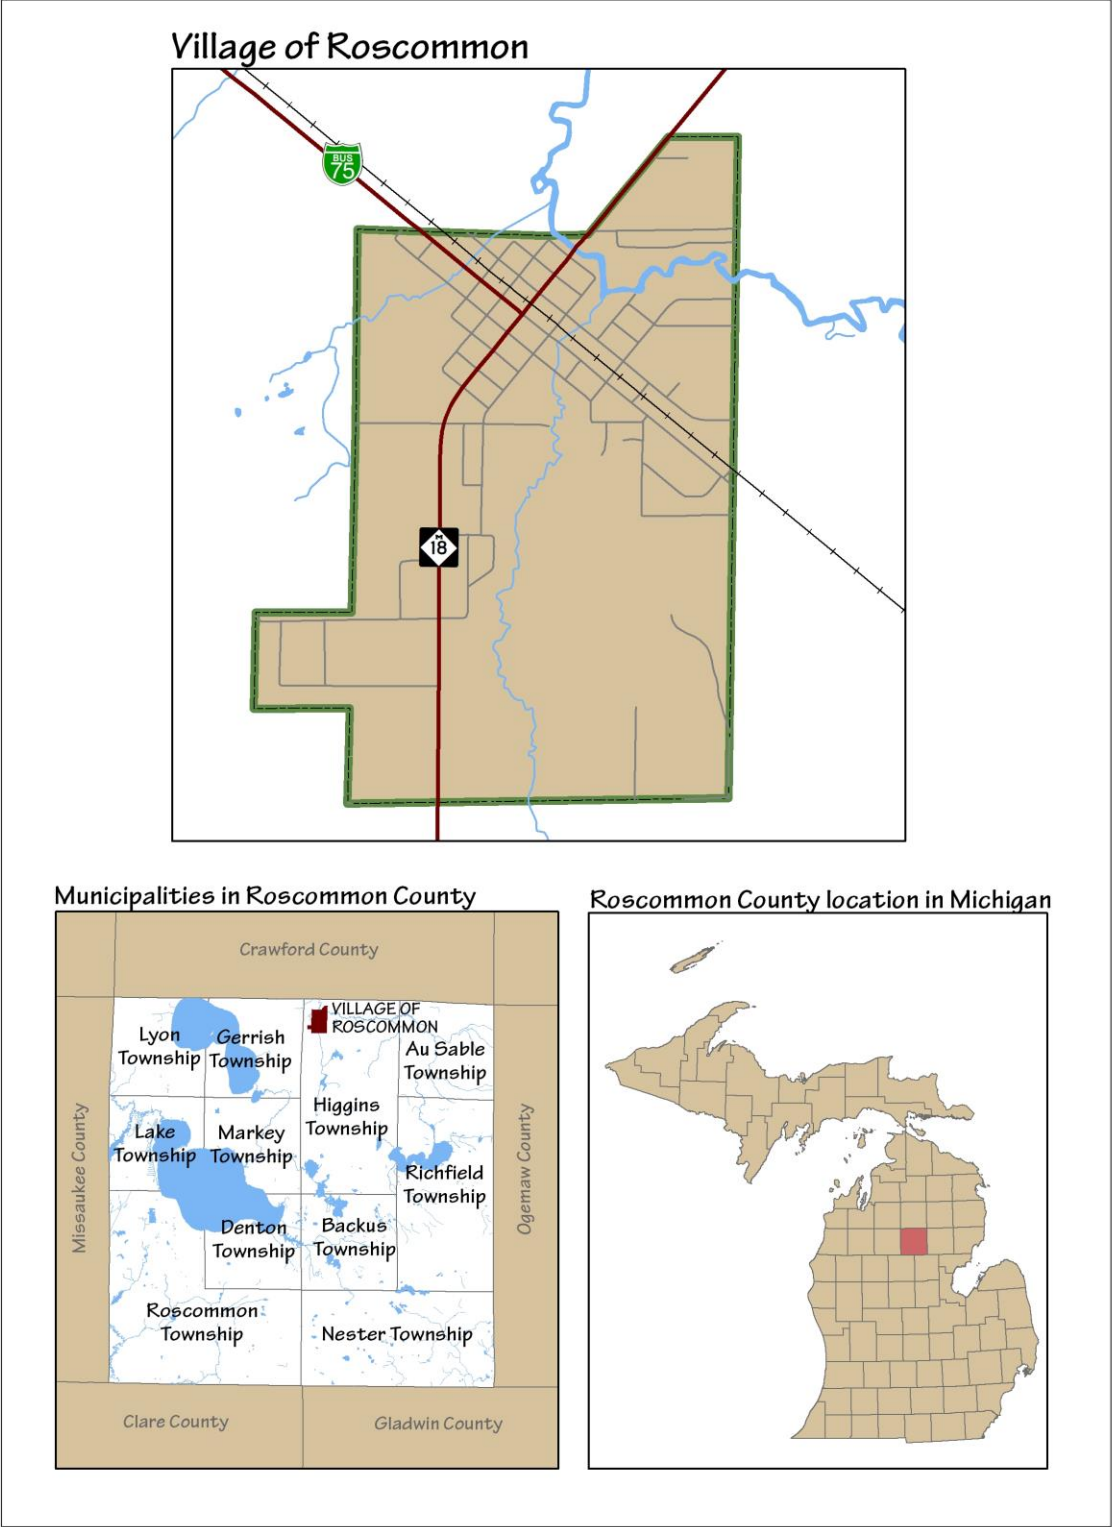 Village of Roscommon
BUS
75
M
18
Municipalities in Roscommon County
Crawford County
VILLAGE OF
ROSCOMMON
Lyon
Township
Gerrish
Township
Au Sable
Township
Higgins
Township
Lake
Township
Markey
Township
Richfield
Township
Missaukee County
Ogemaw County
Denton
Township
Backus
Township
Roscommon
Township
Nester Township
Clare County
Gladwin County
Roscommon County location in Michigan